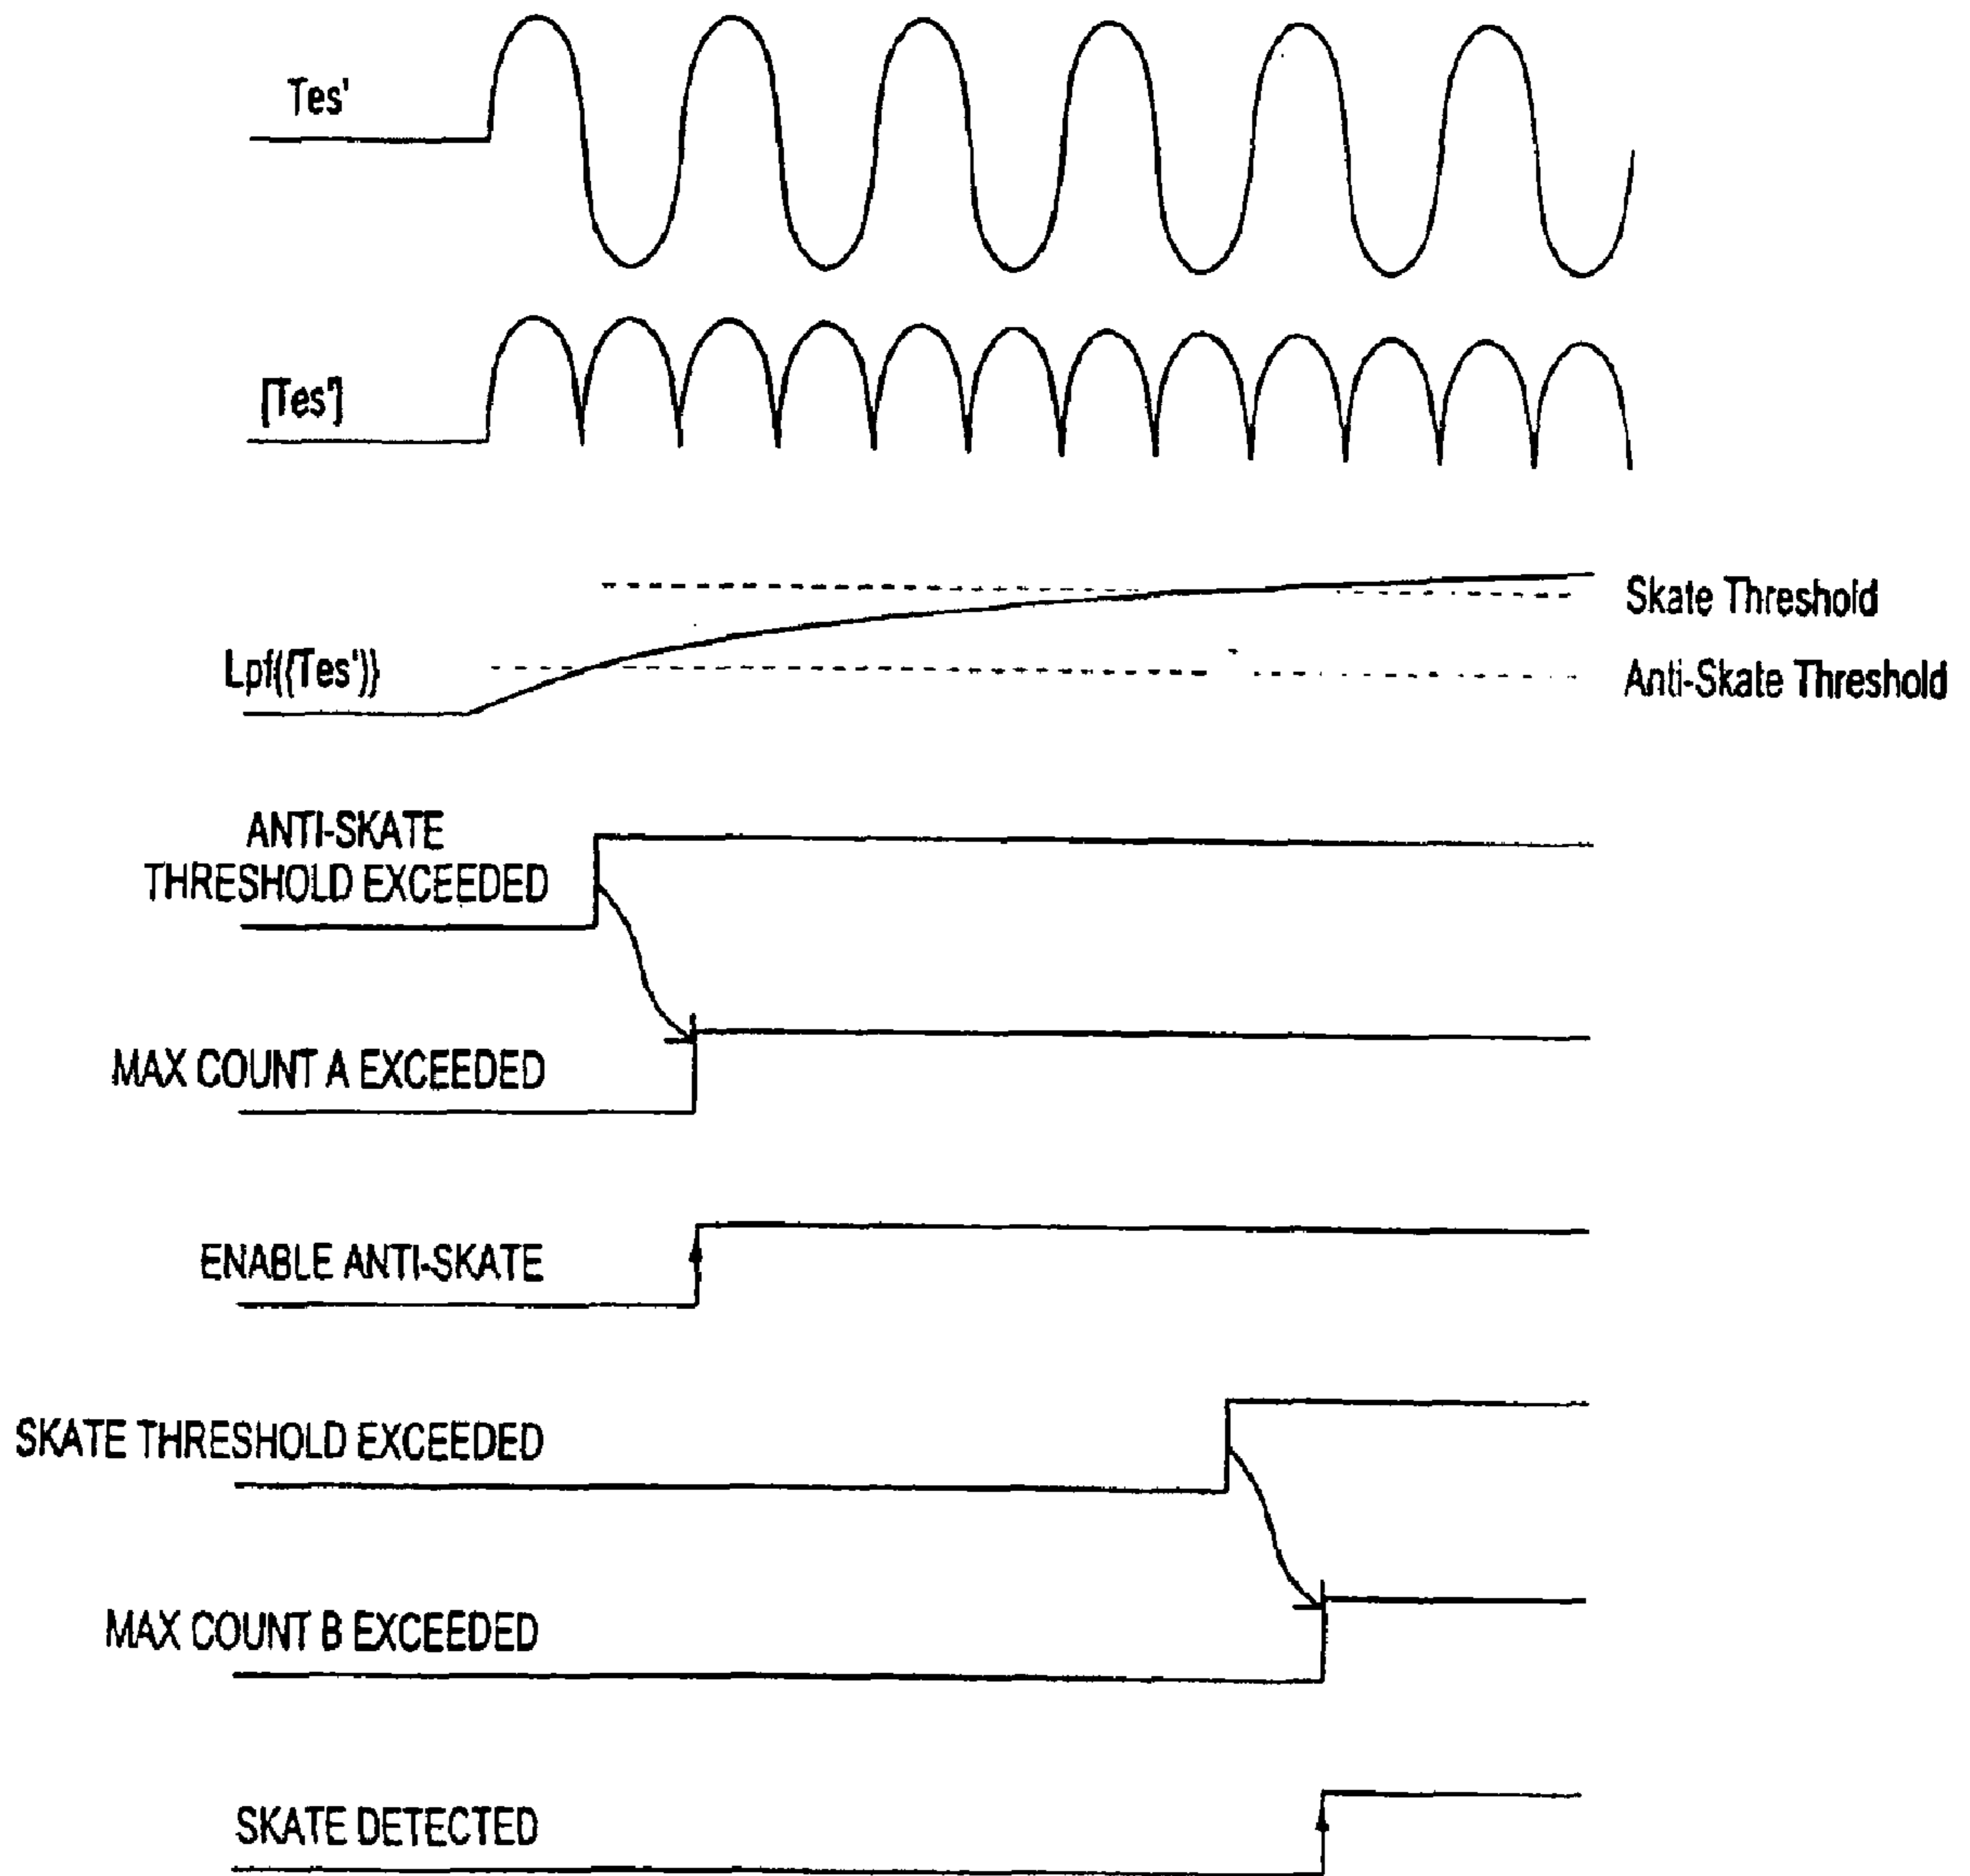 Tes'
[Tes']
Skate Threshold
Lpf({Tes'})
Anti-Skate Threshold
ANTI-SKATE
THRESHOLD EXCEEDED
MAX COUNT A EXCEEDED
ENABLE ANTI-SKATE
SKATE THRESHOLD EXCEEDED
MAX COUNT B EXCEEDED
SKATE DETECTED